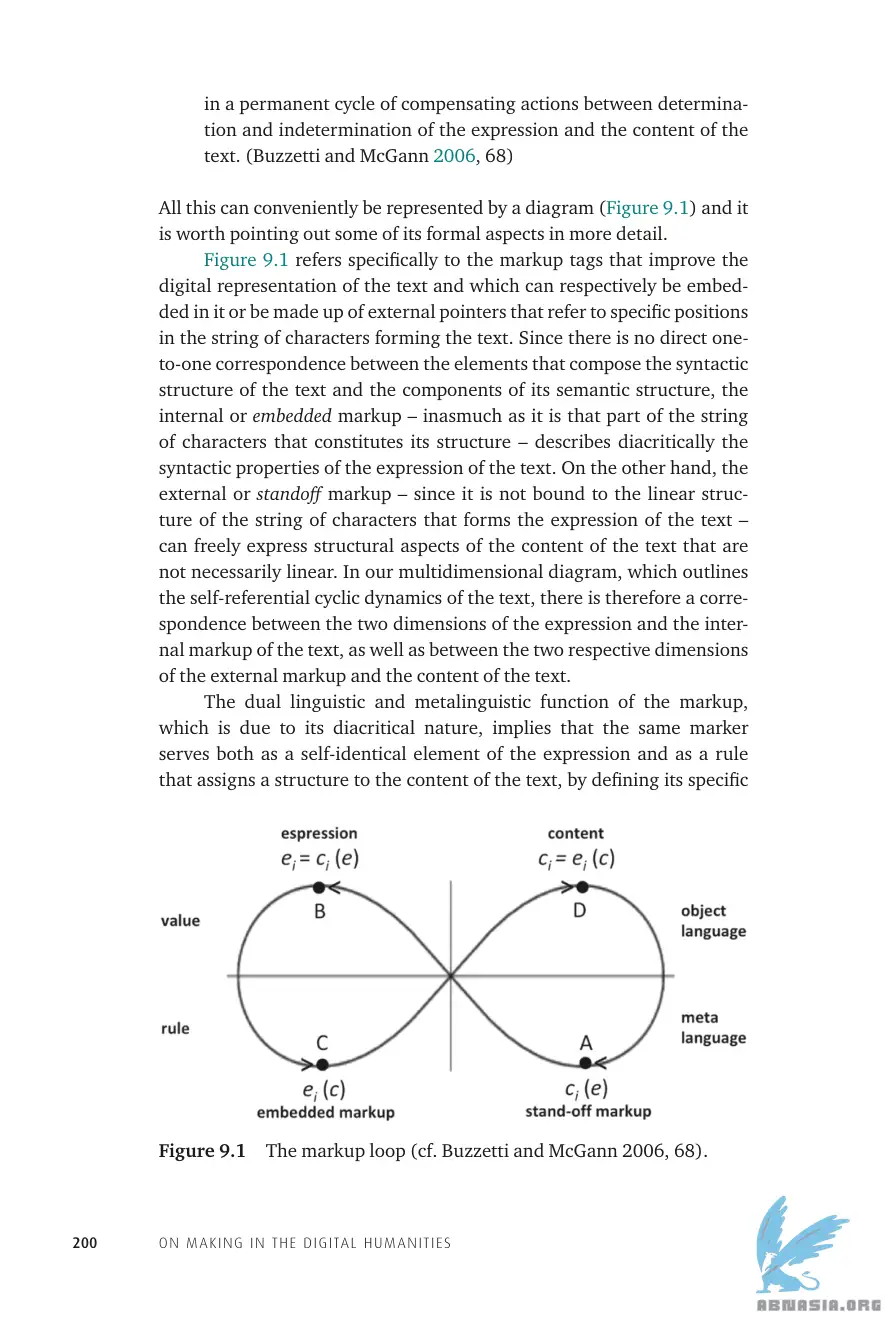 in a permanent cycle of compensating actions between determina-
tion and indetermination of the expression and the content of the
text. (Buzzetti and McGann 2006, 68)
All this can conveniently be represented by a diagram (Figure 9.1) and it
is worth pointing out some of its formal aspects in more detail.
Figure 9.1 refers specifically to the markup tags that improve the
digital representation of the text and which can respectively be embed-
ded in it or be made up of external pointers that refer to specific positions
in the string of characters forming the text. Since there is no direct one-
to-one correspondence between the elements that compose the syntactic
structure of the text and the components of its semantic structure, the
internal or embedded markup – inasmuch as it is that part of the string
of characters that constitutes its structure – describes diacritically the
syntactic properties of the expression of the text. On the other hand, the
external or standoff markup – since it is not bound to the linear struc-
ture of the string of characters that forms the expression of the text –
can freely express structural aspects of the content of the text that are
not necessarily linear. In our multidimensional diagram, which outlines
the self-referential cyclic dynamics of the text, there is therefore a corre-
spondence between the two dimensions of the expression and the inter-
nal markup of the text, as well as between the two respective dimensions
of the external markup and the content of the text.
The dual linguistic and metalinguistic function of the markup,
which is due to its diacritical nature, implies that the same marker
serves both as a self-identical element of the expression and as a rule
that assigns a structure to the content of the text, by defining its specific
expression content
e_i = c_i (e) c_i = e_i (c)
B D
value object
language
rule meta
language
C A
e_i (c) c_i (e)
embedded markup stand-off markup
Figure 9.1 The markup loop (cf. Buzzetti and McGann 2006, 68).
200 ON MAKING IN THE DIGITAL HUMANITIES
ABNASIA.ORG